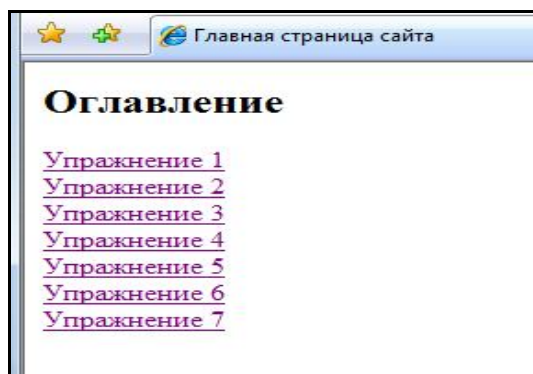 Главная страница сайта
Оглавление
Упражнение 1
Упражнение 2
Упражнение 3
Упражнение 4
Упражнение 5
Упражнение 6
Упражнение 7